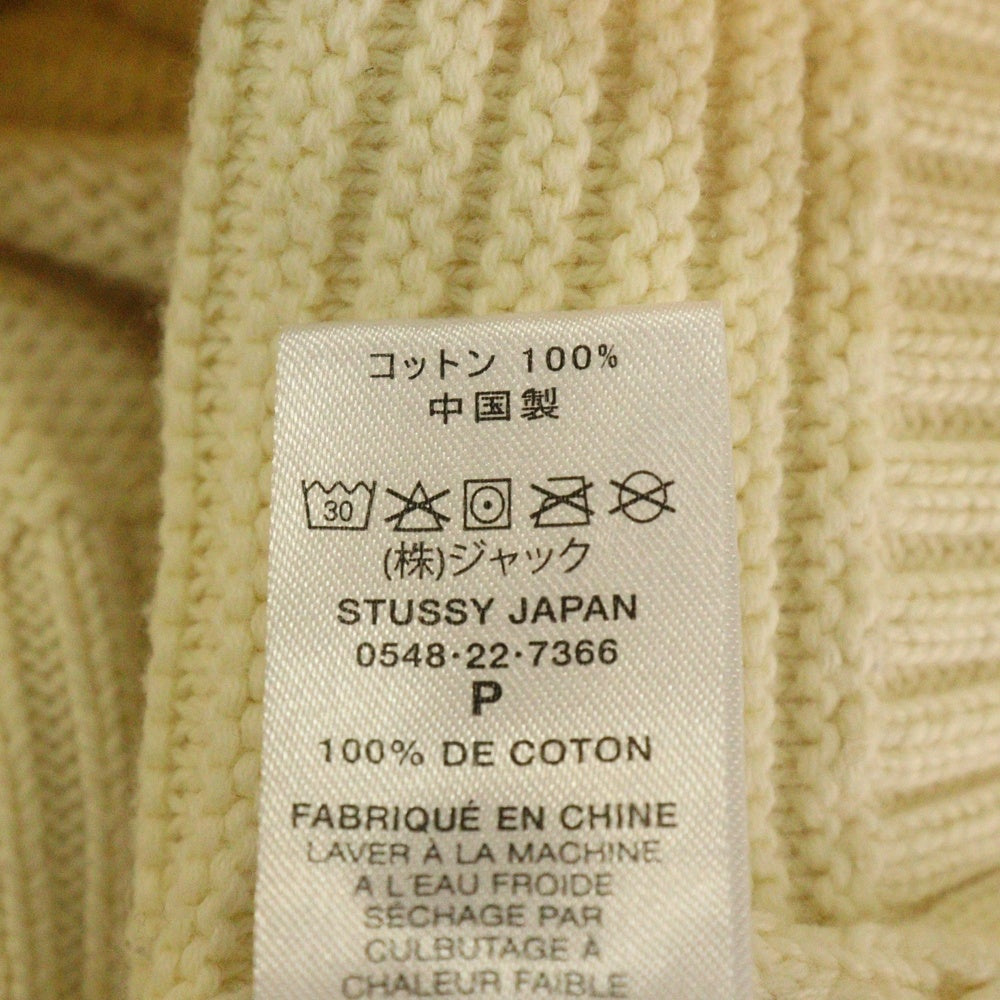 コットン 100%
中国製
30
(株)ジャック
STUSSY JAPAN
0548·22·7366
P
100% DE COTON
FABRIQUÉ EN CHINE
LAVER À LA MACHINE
A L'EAU FROIDE
SÉCHAGE PAR
CULBUTAGE À
CHALEUR FAIBLE